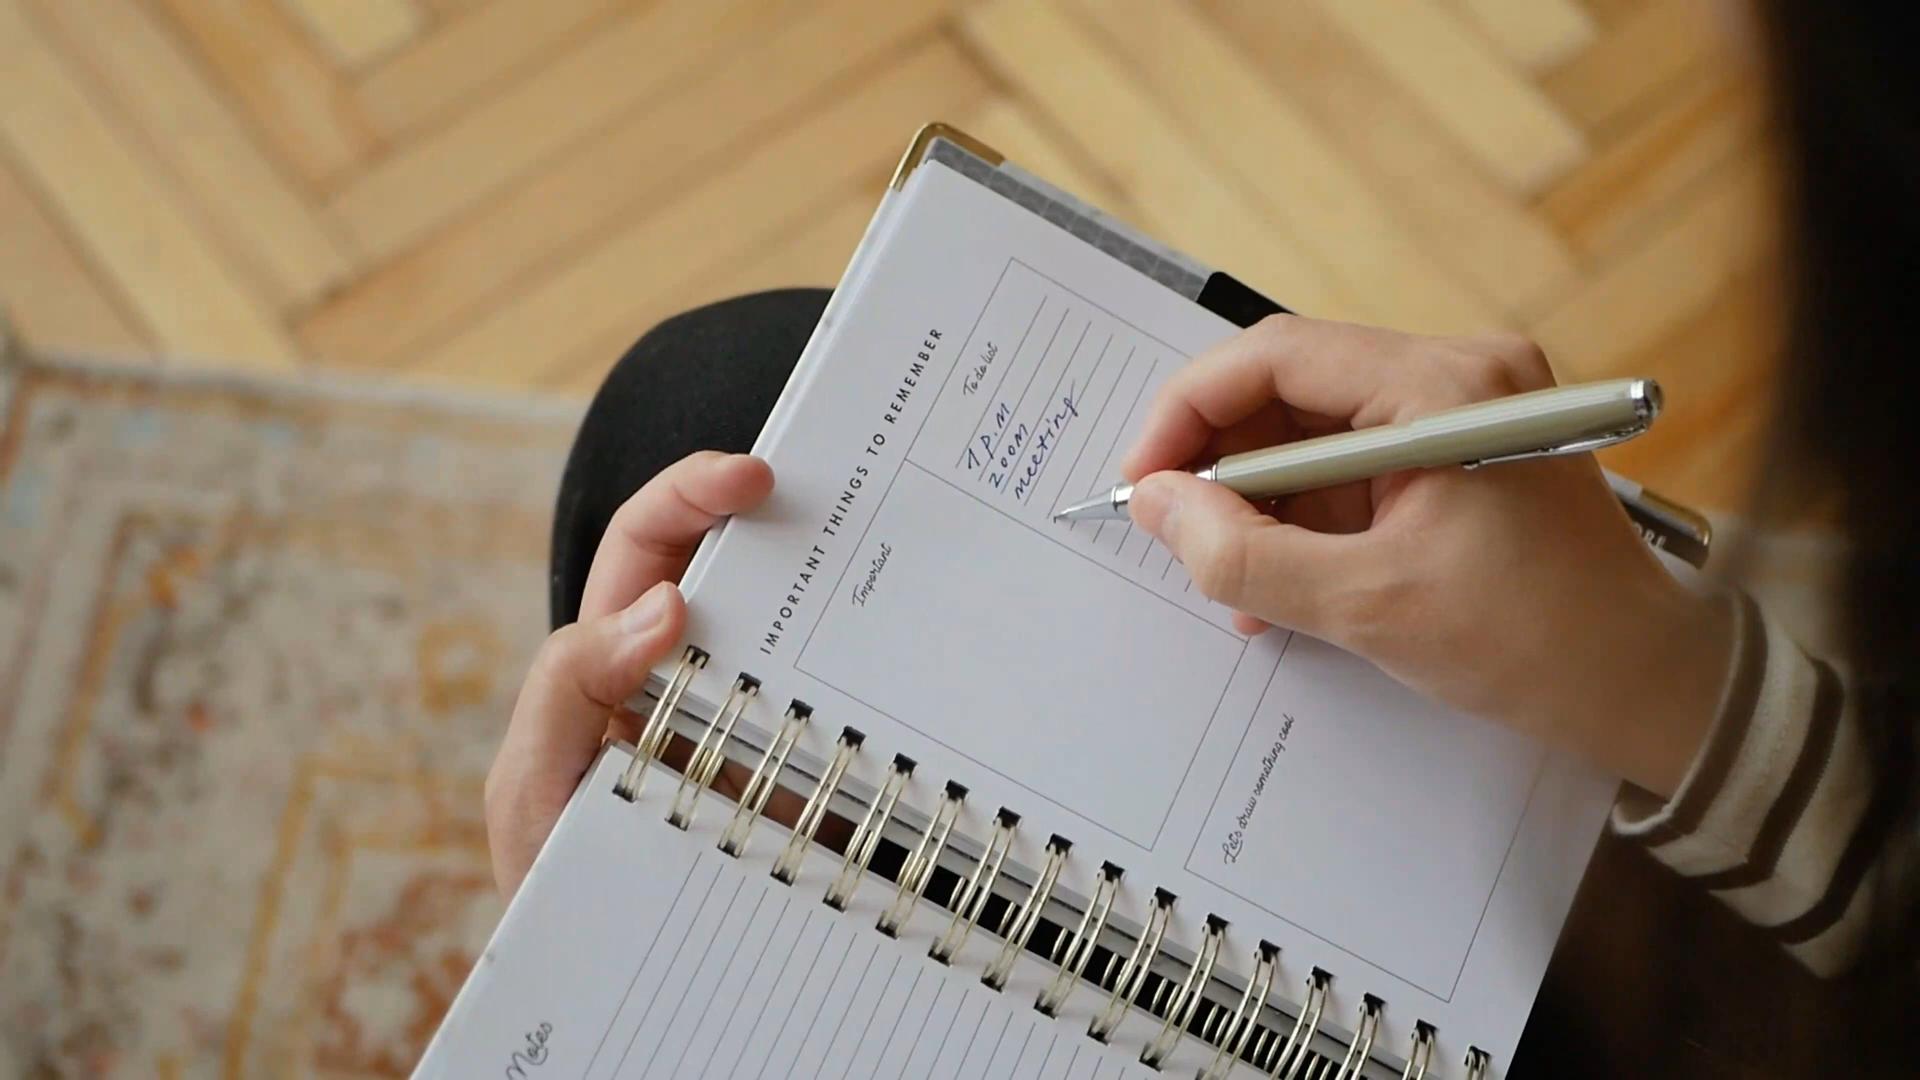 IMPORTANT THINGS TO REMEMBER
To do list
1 P.M
zoom
meeting
Important
Let's draw something cool
Notes